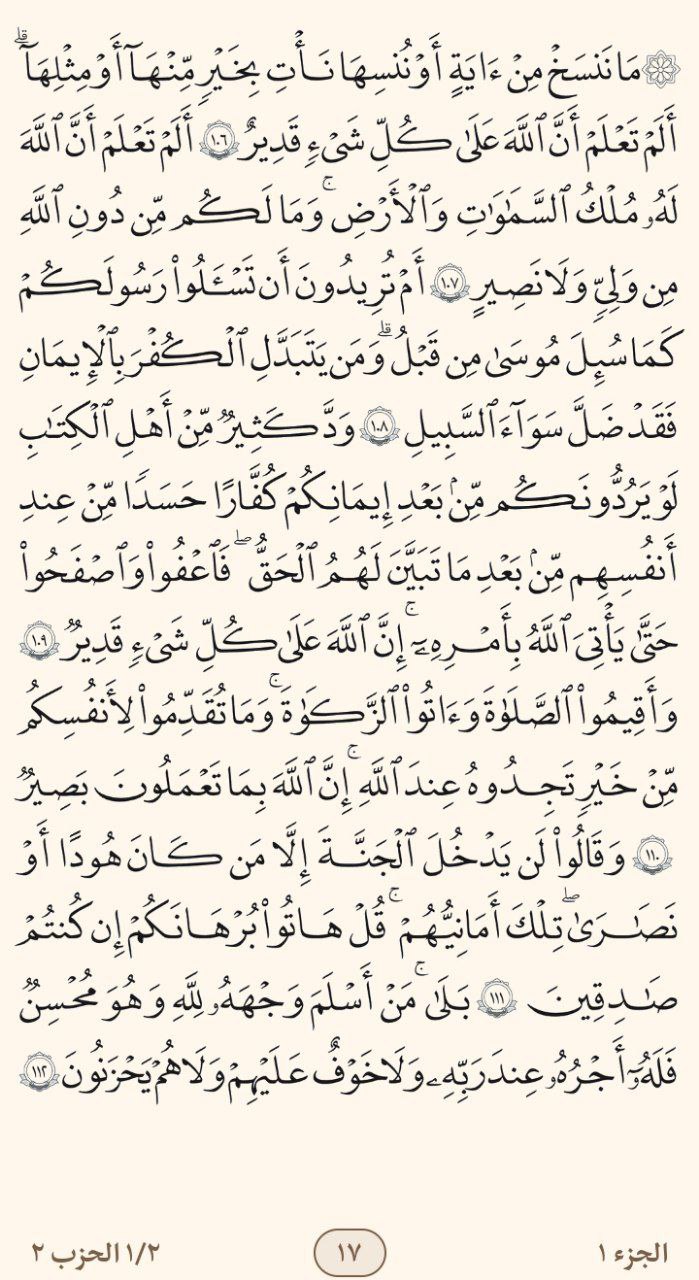 ۞ مَا نَنسَخْ مِنْ ءَايَةٍ أَوْ نُنسِهَا نَأْتِ بِخَيْرٍ مِّنْهَآ أَوْ مِثْلِهَآ ۗ
أَلَمْ تَعْلَمْ أَنَّ ٱللَّهَ عَلَىٰ كُلِّ شَىْءٍ قَدِيرٌ ١٠٦ أَلَمْ تَعْلَمْ أَنَّ ٱللَّهَ
لَهُۥ مُلْكُ ٱلسَّمَـٰوَٰتِ وَٱلْأَرْضِ ۗ وَمَا لَكُم مِّن دُونِ ٱللَّهِ
مِن وَلِىٍّ وَلَا نَصِيرٍ ١٠٧ أَمْ تُرِيدُونَ أَن تَسْـَٔلُوا۟ رَسُولَكُمْ
كَمَا سُئِلَ مُوسَىٰ مِن قَبْلُ ۗ وَمَن يَتَبَدَّلِ ٱلْكُفْرَ بِٱلْإِيمَـٰنِ
فَقَدْ ضَلَّ سَوَآءَ ٱلسَّبِيلِ ١٠٨ وَدَّ كَثِيرٌ مِّنْ أَهْلِ ٱلْكِتَـٰبِ
لَوْ يَرُدُّونَكُم مِّنۢ بَعْدِ إِيمَـٰنِكُمْ كُفَّارًا حَسَدًا مِّنْ عِندِ
أَنفُسِهِم مِّنۢ بَعْدِ مَا تَبَيَّنَ لَهُمُ ٱلْحَقُّ ۖ فَٱعْفُوا۟ وَٱصْفَحُوا۟
حَتَّىٰ يَأْتِىَ ٱللَّهُ بِأَمْرِهِۦٓ ۚ إِنَّ ٱللَّهَ عَلَىٰ كُلِّ شَىْءٍ قَدِيرٌ ١٠٩
وَأَقِيمُوا۟ ٱلصَّلَوٰةَ وَءَاتُوا۟ ٱلزَّكَوٰةَ ۚ وَمَا تُقَدِّمُوا۟ لِأَنفُسِكُم
مِّنْ خَيْرٍ تَجِدُوهُ عِندَ ٱللَّهِ ۚ إِنَّ ٱللَّهَ بِمَا تَعْمَلُونَ بَصِيرٌ
١١٠ وَقَالُوا۟ لَن يَدْخُلَ ٱلْجَنَّةَ إِلَّا مَن كَانَ هُودًا أَوْ
نَصَـٰرَىٰ ۖ تِلْكَ أَمَانِيُّهُمْ ۚ قُلْ هَاتُوا۟ بُرْهَـٰنَكُمْ إِن كُنتُمْ
صَـٰدِقِينَ ١١١ بَلَىٰ ۚ مَنْ أَسْلَمَ وَجْهَهُۥ لِلَّهِ وَهُوَ مُحْسِنٌ
فَلَهُۥٓ أَجْرُهُۥ عِندَ رَبِّهِۦ وَلَا خَوْفٌ عَلَيْهِمْ وَلَا هُمْ يَحْزَنُونَ ١١٢
الجزء ١
١٧
١/٢ الحزب ٢